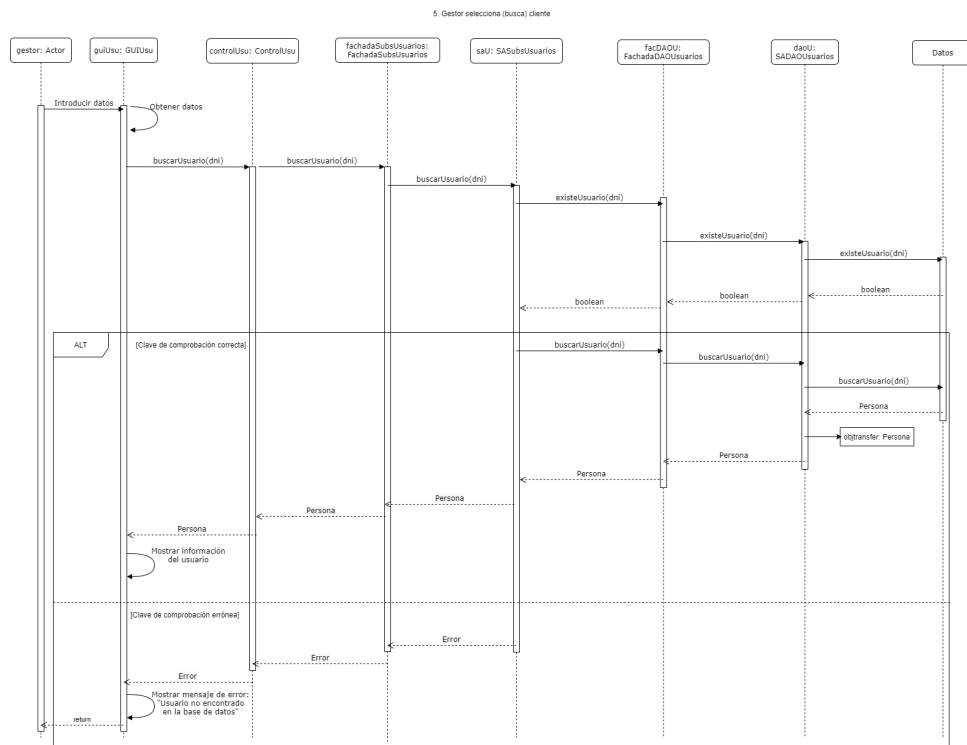 5. Gestor selecciona (busca) cliente
gestor: Actor
guiUsu: GUIUsu
controlUsu: ControlUsu
fachadaSubsUsuarios:
FachadaSubsUsuarios
saU: SASubsUsuarios
facDAOU:
FachadaDAOUsuarios
daoU:
SADAOUsuarios
Datos
Introducir datos
Obtener datos
buscarUsuario(dni)
buscarUsuario(dni)
buscarUsuario(dni)
existeUsuario(dni)
existeUsuario(dni)
existeUsuario(dni)
boolean
boolean
boolean
ALT
[Clave de comprobación correcta]
buscarUsuario(dni)
buscarUsuario(dni)
buscarUsuario(dni)
Persona
objtransfer: Persona
Persona
Persona
Persona
Persona
Persona
Mostrar información
del usuario
[Clave de comprobación errónea]
Error
Error
Error
Mostrar mensaje de error:
"Usuario no encontrado
en la base de datos"
return